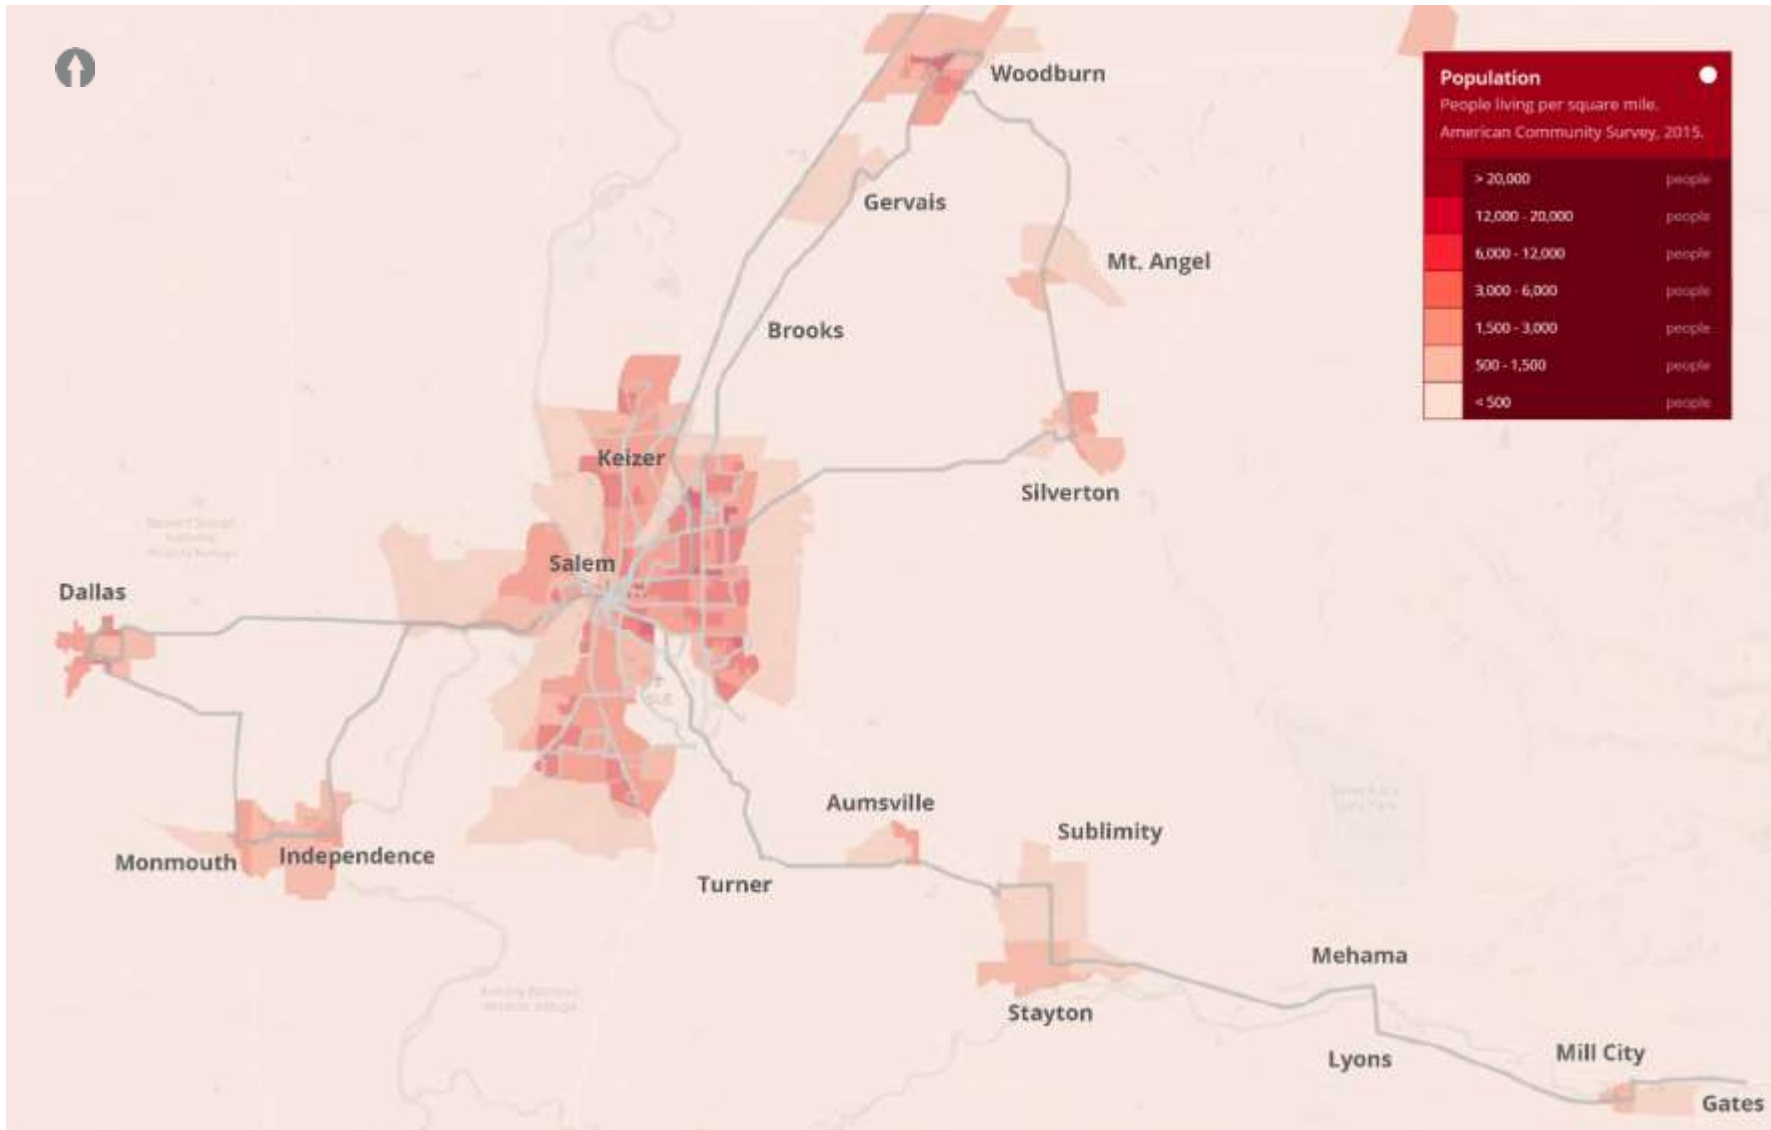 Woodburn
Population
People living per square mile.
American Community Survey, 2015.
> 20,000 people
12,000 - 20,000 people
6,000 - 12,000 people
3,000 - 6,000 people
1,500 - 3,000 people
500 - 1,500 people
< 500 people
Gervais
Mt. Angel
Brooks
Keizer
Silverton
Salem
Dallas
Aumsville
Sublimity
Monmouth
Independence
Turner
Mehama
Stayton
Lyons
Mill City
Gates